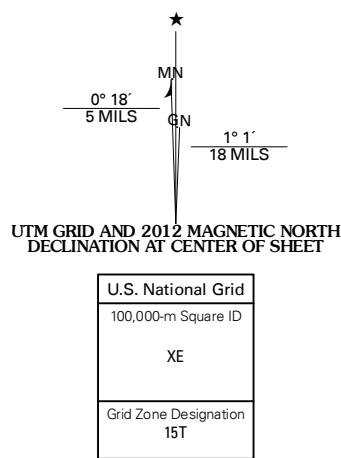 ★
MN
0° 18´
5 MILS
GN
1° 1´
18 MILS
UTM GRID AND 2012 MAGNETIC NORTH
DECLINATION AT CENTER OF SHEET
U.S. National Grid
100,000-m Square ID
XE
Grid Zone Designation
15T